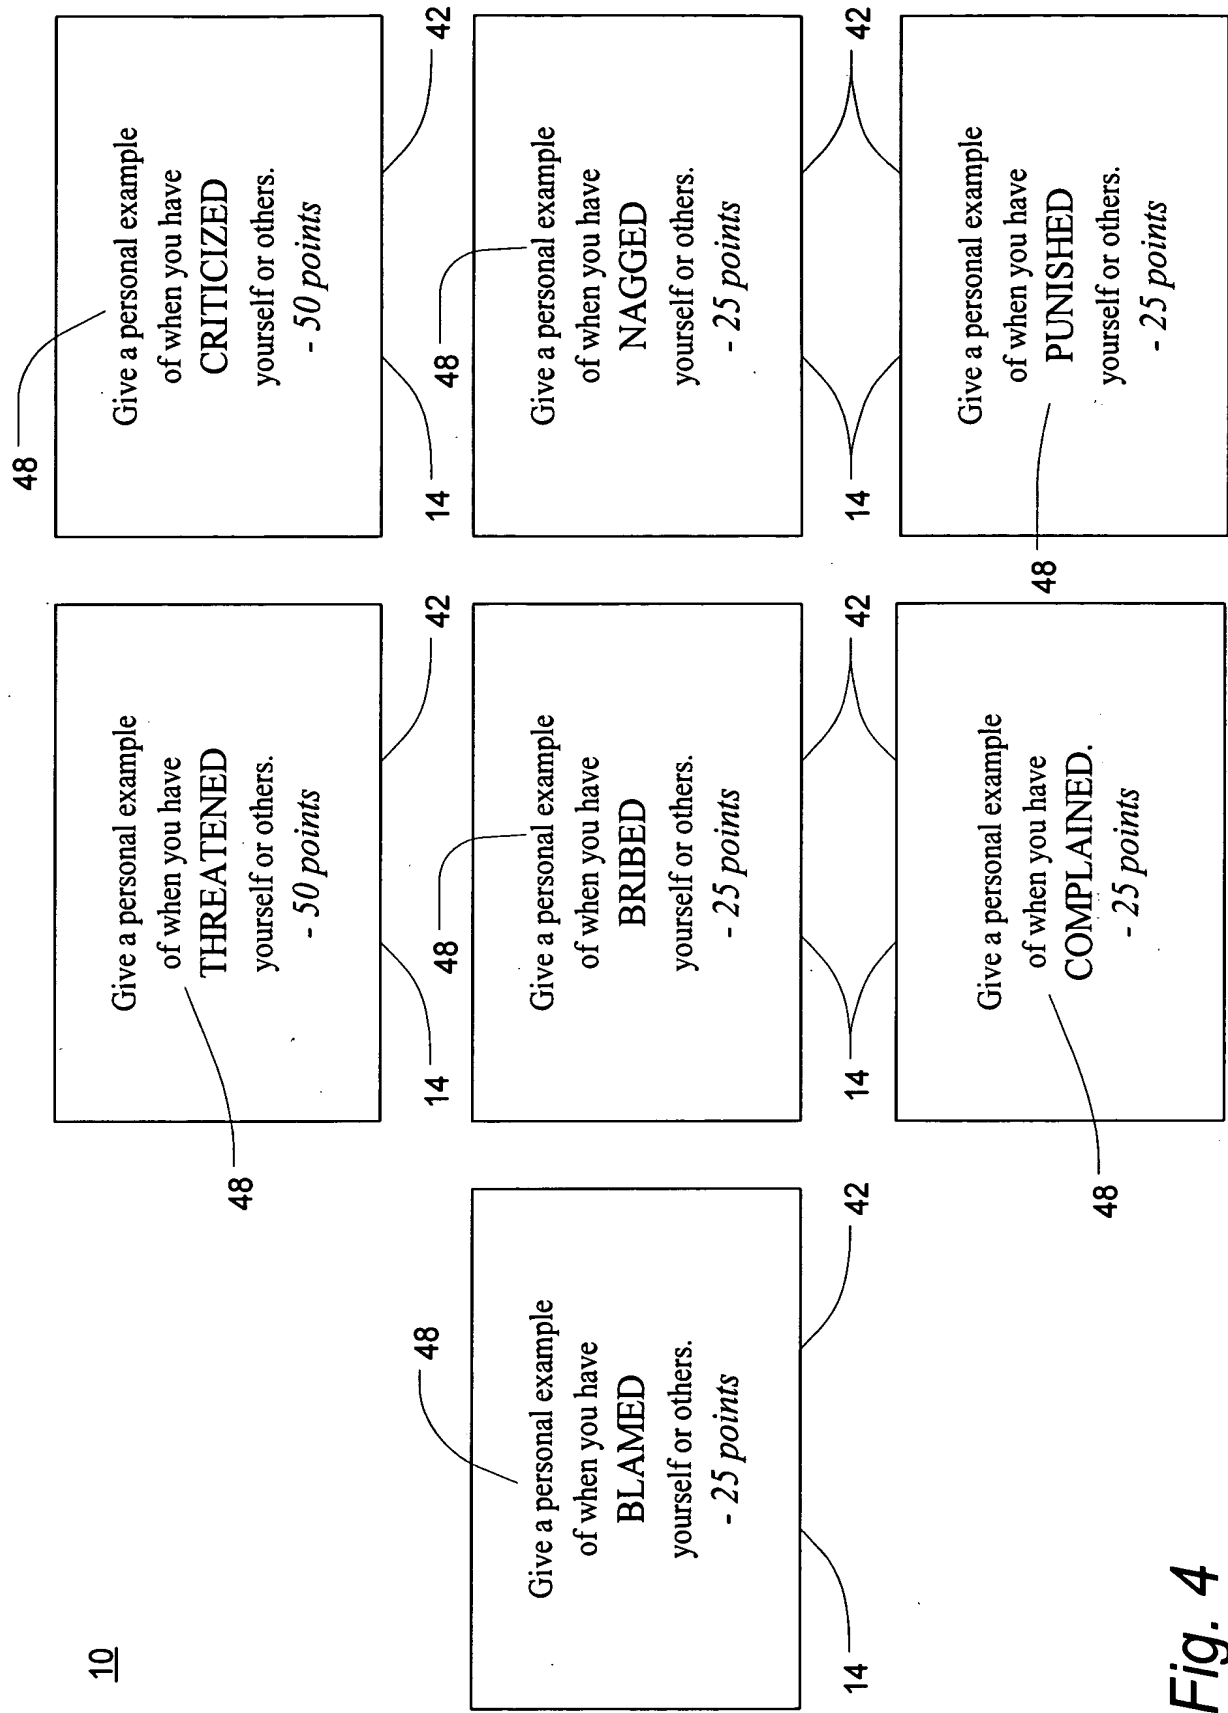 10
48
Give a personal example
of when you have
BLAMED
yourself or others.
- 25 points
14
42
48
Give a personal example
of when you have
THREATENED
yourself or others.
- 50 points
14
42
48
Give a personal example
of when you have
CRITICIZED
yourself or others.
- 50 points
14
42
48
Give a personal example
of when you have
BRIBED
yourself or others.
- 25 points
48
Give a personal example
of when you have
NAGGED
yourself or others.
- 25 points
14
42
14
42
48
Give a personal example
of when you have
COMPLAINED.
- 25 points
48
Give a personal example
of when you have
PUNISHED
yourself or others.
- 25 points
Fig. 4